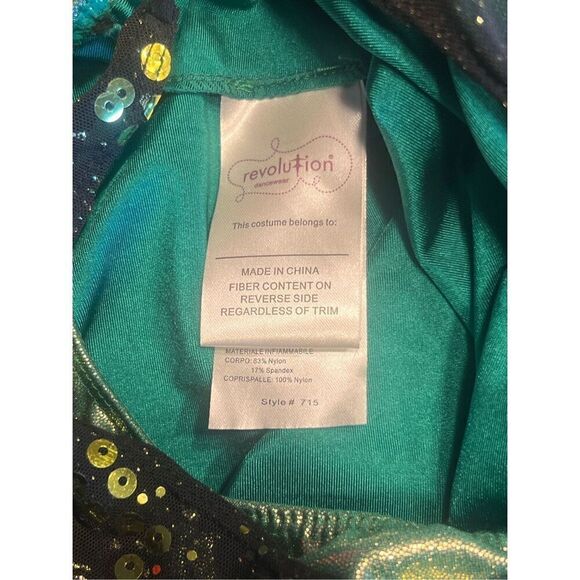 revolution®
dancewear
This costume belongs to:
MADE IN CHINA
FIBER CONTENT ON
REVERSE SIDE
REGARDLESS OF TRIM
MATERIALE INFIAMMABILE
CORPO: 83% Nylon
17% Spandex
COPRISPALLE: 100% Nylon
Style# 715